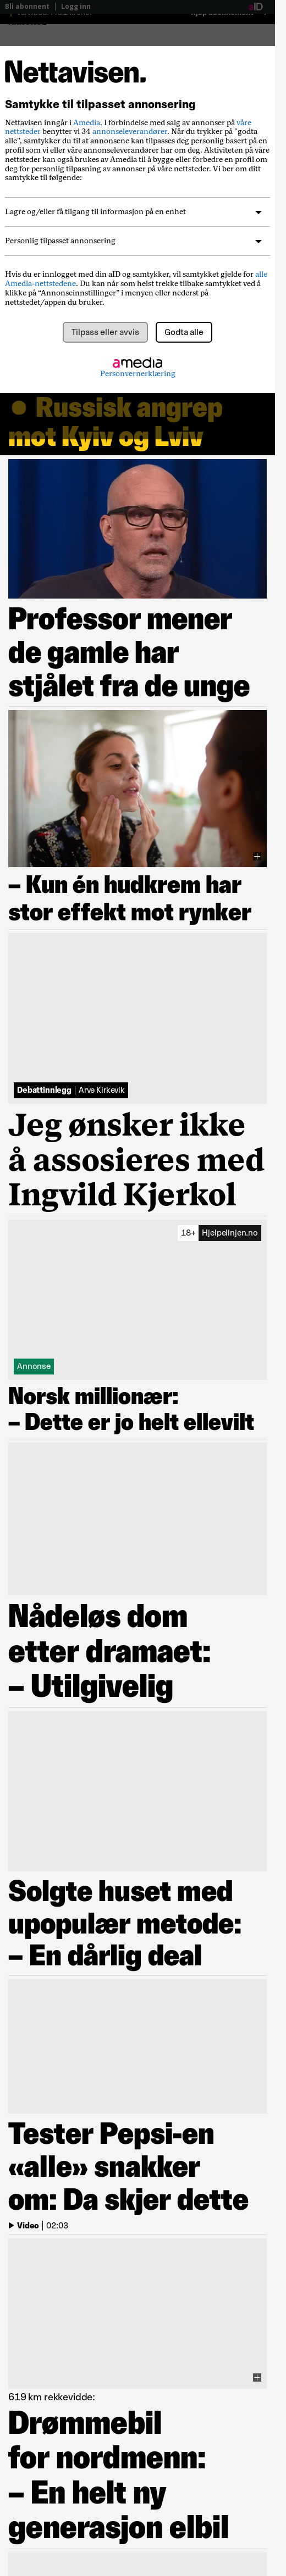 Bli abonnent | Logg inn
aID
Nettavisen.
Samtykke til tilpasset annonsering
Nettavisen inngår i Amedia. I forbindelse med salg av annonser på våre
nettsteder benytter vi 34 annonseleverandører. Når du trykker på "godta
alle", samtykker du til at annonsene kan tilpasses deg personlig basert på en
profil som vi eller våre annonseleverandører har om deg. Aktiviteten på våre
nettsteder kan også brukes av Amedia til å bygge eller forbedre en profil om
deg for personlig tilpasning av annonser på våre nettsteder. Vi ber om ditt
samtykke til følgende:
Lagre og/eller få tilgang til informasjon på en enhet
Personlig tilpasset annonsering
Hvis du er innlogget med din aID og samtykker, vil samtykket gjelde for alle
Amedia-nettstedene. Du kan når som helst trekke tilbake samtykket ved å
klikke på “Annonseinnstillinger” i menyen eller nederst på
nettstedet/appen du bruker.
Tilpass eller avvis
Godta alle
amedia
Personvernerklæring
Russisk angrep
mot Kyiv og Lviv
Professor mener
de gamle har
stjålet fra de unge
– Kun én hudkrem har
stor effekt mot rynker
Debattinnlegg | Arve Kirkevik
Jeg ønsker ikke
å assosieres med
Ingvild Kjerkol
18+ Hjelpelinjen.no
Annonse
Norsk millionær:
– Dette er jo helt ellevilt
Nådeløs dom
etter dramaet:
– Utilgivelig
Solgte huset med
upopulær metode:
– En dårlig deal
Tester Pepsi-en
«alle» snakker
om: Da skjer dette
Video | 02:03
619 km rekkevidde:
Drømmebil
for nordmenn:
– En helt ny
generasjon elbil